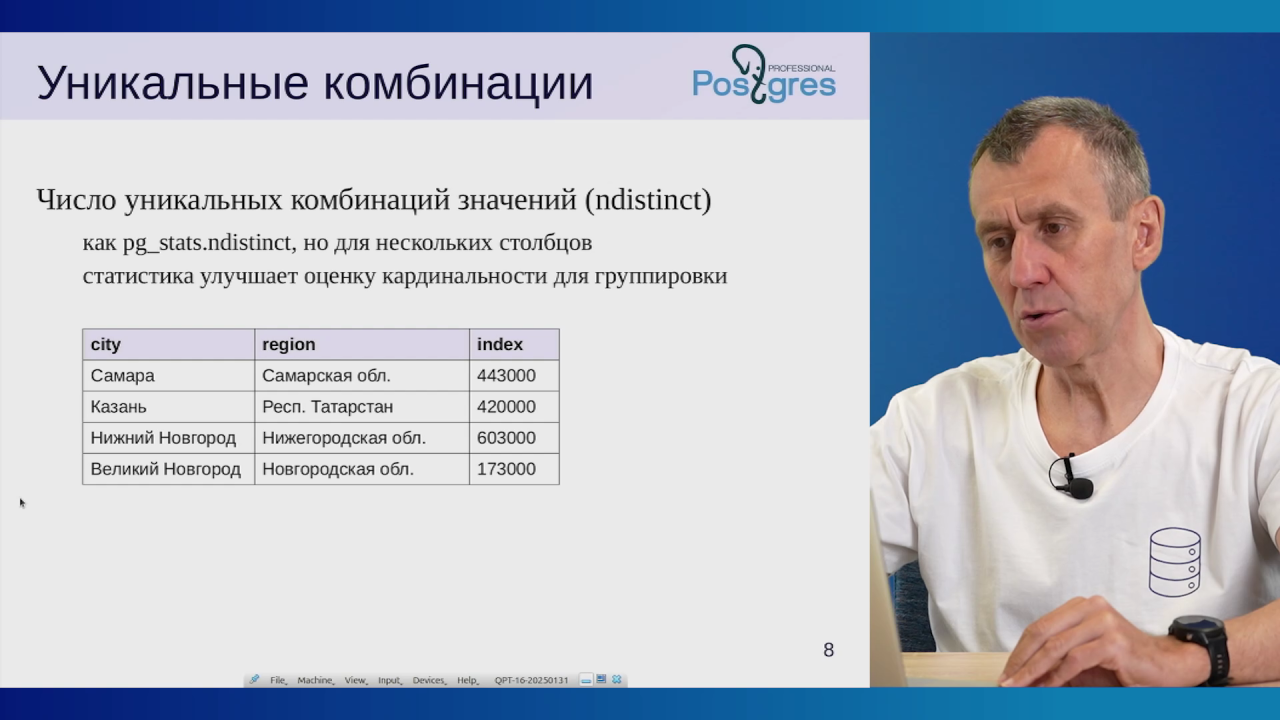 Уникальные комбинации
PROFESSIONAL
Postgres
Число уникальных комбинаций значений (ndistinct)
как pg_stats.ndistinct, но для нескольких столбцов
статистика улучшает оценку кардинальности для группировки
city region index
Самара Самарская обл. 443000
Казань Респ. Татарстан 420000
Нижний Новгород Нижегородская обл. 603000
Великий Новгород Новгородская обл. 173000
8
File Machine View Input Devices Help QPT-16-20250131